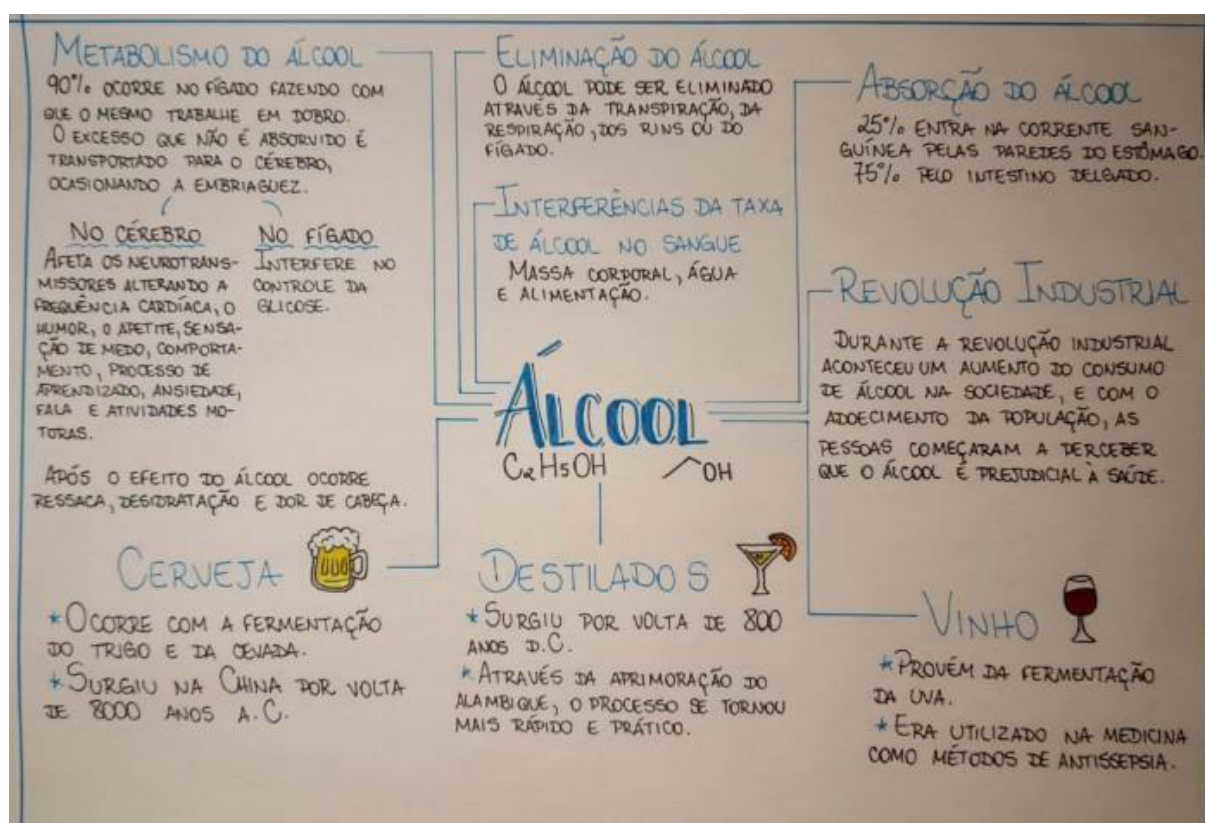 METABOLISMO DO ÁLCOOL
90% OCORRE NO FÍGADO FAZENDO COM
QUE O MESMO TRABALHE EM DOBRO.
O EXCESSO QUE NÃO É ABSORVIDO É
TRANSPORTADO PARA O CÉREBRO,
OCASIONANDO A EMBRIAGUEZ.
NO CÉREBRO
AFETA OS NEUROTRANS-
MISSORES ALTERANDO A
FREQUÊNCIA CARDÍACA, O
HUMOR, O APETITE, SENSA-
ÇÃO DE MEDO, COMPORTA-
MENTO, PROCESSO DE
APRENDIZADO, ANSIEDADE,
FALA E ATIVIDADES MO-
TORAS.
NO FÍGADO
INTERFERE NO
CONTROLE DA
GLICOSE.
APÓS O EFEITO DO ÁLCOOL OCORRE
RESSACA, DESIDRATAÇÃO E DOR DE CABEÇA.
ELIMINAÇÃO DO ÁLCOOL
O ÁLCOOL PODE SER ELIMINADO
ATRAVÉS DA TRANSPIRAÇÃO, DA
RESPIRAÇÃO, DOS RINS OU DO
FÍGADO.
INTERFERÊNCIAS DA TAXA
DE ÁLCOOL NO SANGUE
MASSA CORPORAL, ÁGUA
E ALIMENTAÇÃO.
ABSORÇÃO DO ÁLCOOL
25% ENTRA NA CORRENTE SAN-
GUÍNEA PELAS PAREDES DO ESTÔMAGO.
75% PELO INTESTINO DELGADO.
REVOLUÇÃO INDUSTRIAL
DURANTE A REVOLUÇÃO INDUSTRIAL
ACONTECEU UM AUMENTO DO CONSUMO
DE ÁLCOOL NA SOCIEDADE, E COM O
ADOECIMENTO DA POPULAÇÃO, AS
PESSOAS COMEÇARAM A PERCEBER
QUE O ÁLCOOL É PREJUDICIAL À SAÚDE.
ÁLCOOL
C2H5OH
OH
CERVEJA
* OCORRE COM A FERMENTAÇÃO
DO TRIGO E DA CEVADA.
* SURGIU NA CHINA POR VOLTA
DE 8000 ANOS A.C.
DESTILADOS
* SURGIU POR VOLTA DE 800
ANOS D.C.
* ATRAVÉS DA APRIMORAÇÃO DO
ALAMBIQUE, O PROCESSO SE TORNOU
MAIS RÁPIDO E PRÁTICO.
VINHO
* PROVÉM DA FERMENTAÇÃO
DA UVA.
* ERA UTILIZADO NA MEDICINA
COMO MÉTODOS DE ANTISSEPSIA.